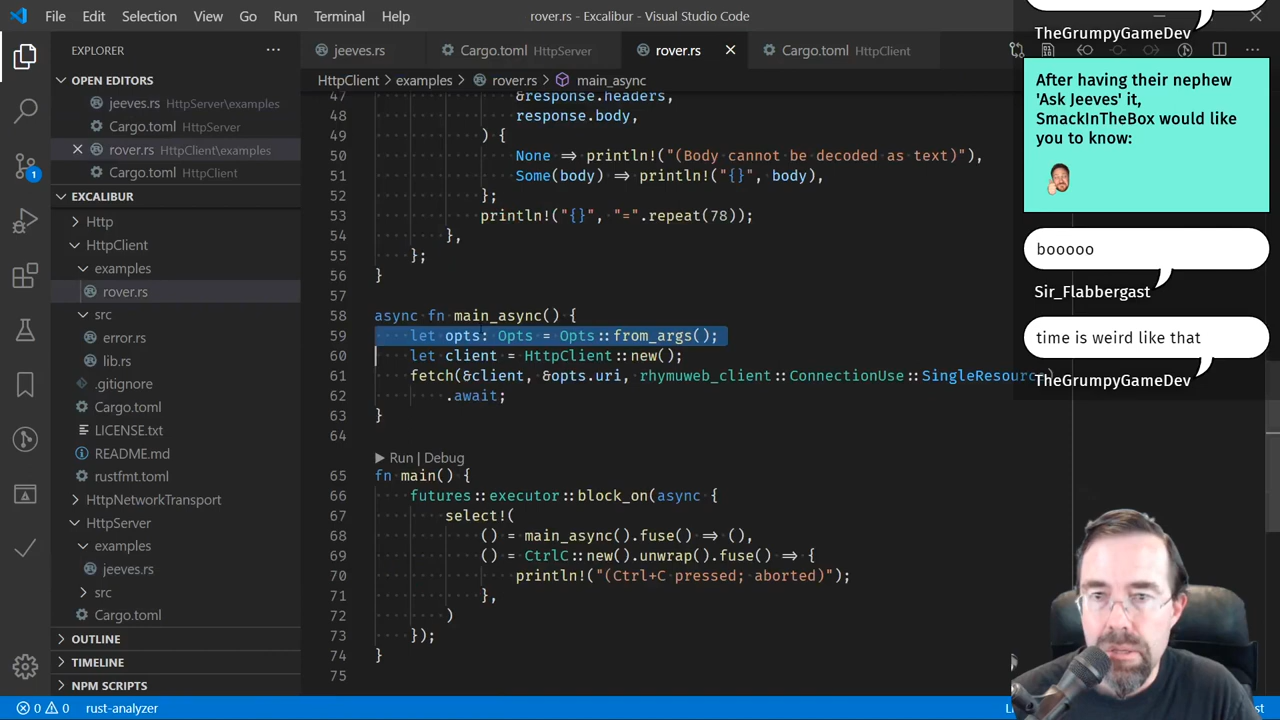 File Edit Selection View Go Run Terminal Help
rover.rs - Excalibur - Visual Studio Code
EXPLORER
OPEN EDITORS
jeeves.rs HttpServer\examples
Cargo.toml HttpServer
rover.rs HttpClient\examples
Cargo.toml HttpClient
EXCALIBUR
Http
HttpClient
examples
rover.rs
src
error.rs
lib.rs
.gitignore
Cargo.toml
LICENSE.txt
README.md
rustfmt.toml
HttpNetworkTransport
HttpServer
examples
jeeves.rs
src
Cargo.toml
OUTLINE
TIMELINE
NPM SCRIPTS
1
jeeves.rs
Cargo.toml HttpServer
rover.rs
Cargo.toml HttpClient
HttpClient > examples > rover.rs > main_async
47 &response.headers,
48 response.body,
49 ) {
50 None => println!("(Body cannot be decoded as text)"),
51 Some(body) => println!("{}", body),
52 };
53 println!("{}", "=".repeat(78));
54 },
55 };
56 }
57
58 async fn main_async() {
59 let opts: Opts = Opts::from_args();
60 let client = HttpClient::new();
61 fetch(&client, &opts.uri, rhymuweb_client::ConnectionUse::SingleResource)
62 .await;
63 }
64
Run | Debug
65 fn main() {
66 futures::executor::block_on(async {
67 select!(
68 () = main_async().fuse() => (),
69 () = CtrlC::new().unwrap().fuse() => {
70 println!("(Ctrl+C pressed; aborted)");
71 },
72 )
73 });
74 }
75
TheGrumpyGameDev
After having their nephew
'Ask Jeeves' it,
SmackInTheBox would like
you to know:
booooo
Sir_Flabbergast
time is weird like that
TheGrumpyGameDev
0 0 rust-analyzer